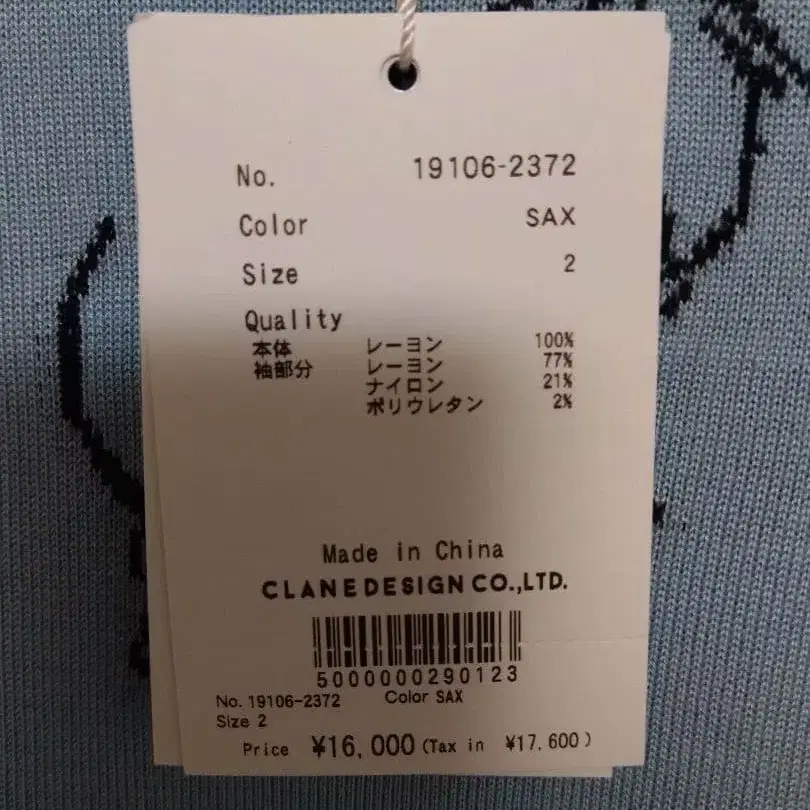 No. 19106-2372
Color SAX
Size 2
Quality
本体 レーヨン 100%
袖部分 レーヨン 77%
ナイロン 21%
ポリウレタン 2%
Made in China
CLANEDESIGN CO.,LTD.
5000000290123
No. 19106-2372 Color SAX
Size 2
Price ¥16,000 (Tax in ¥17,600)